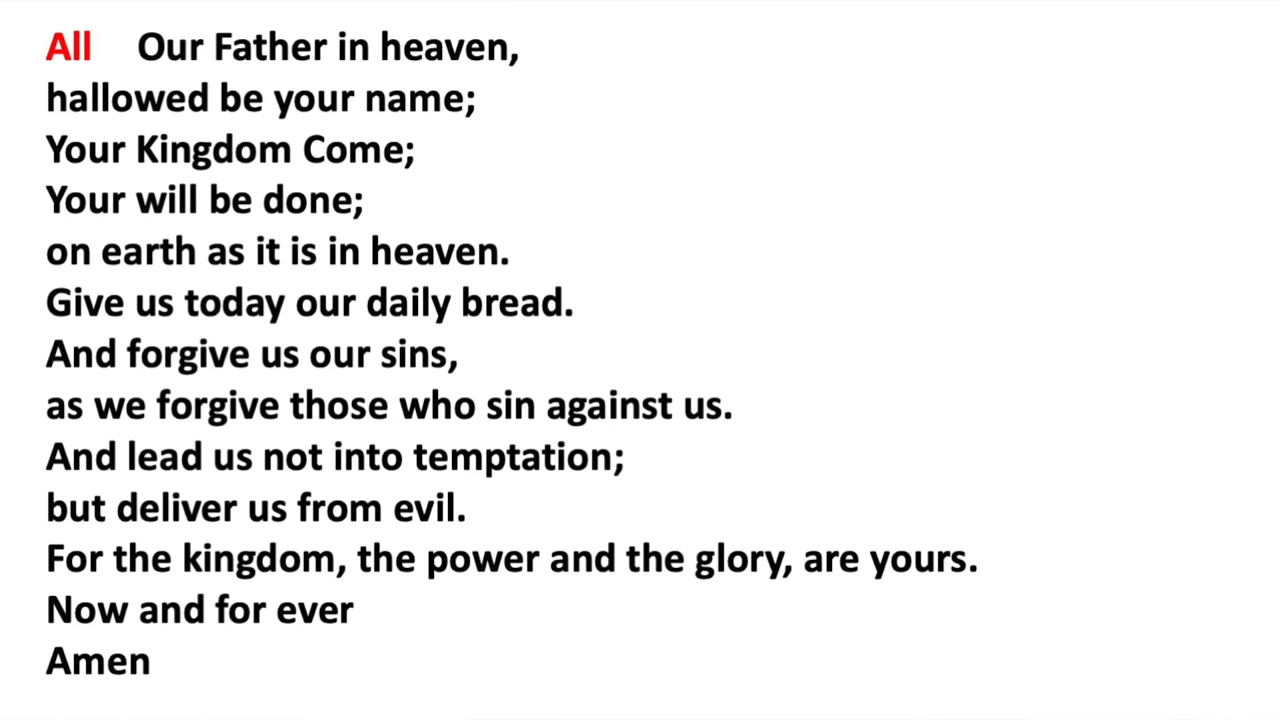 All Our Father in heaven,
hallowed be your name;
Your Kingdom Come;
Your will be done;
on earth as it is in heaven.
Give us today our daily bread.
And forgive us our sins,
as we forgive those who sin against us.
And lead us not into temptation;
but deliver us from evil.
For the kingdom, the power and the glory, are yours.
Now and for ever
Amen